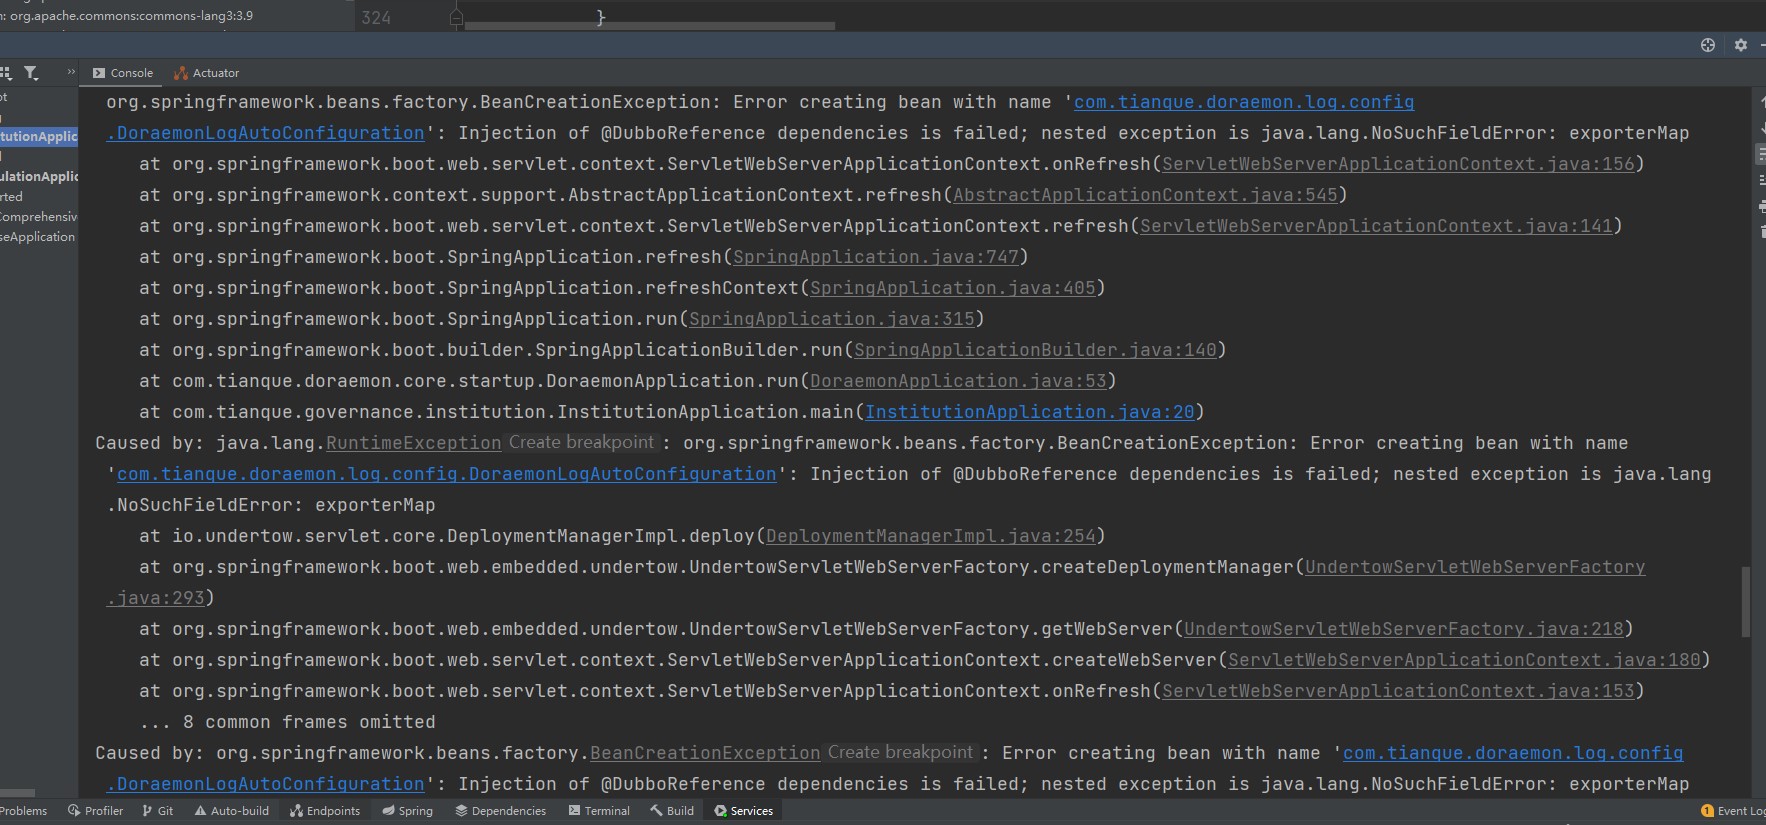 n: org.apache.commons:commons-lang3:3.9
324
}
Console
Actuator
ot
tutionApplic
ulationApplic
rted
Comprehensive
seApplication
org.springframework.beans.factory.BeanCreationException: Error creating bean with name 'com.tianque.doraemon.log.config
.DoraemonLogAutoConfiguration': Injection of @DubboReference dependencies is failed; nested exception is java.lang.NoSuchFieldError: exporterMap
at org.springframework.boot.web.servlet.context.ServletWebServerApplicationContext.onRefresh(ServletWebServerApplicationContext.java:156)
at org.springframework.context.support.AbstractApplicationContext.refresh(AbstractApplicationContext.java:545)
at org.springframework.boot.web.servlet.context.ServletWebServerApplicationContext.refresh(ServletWebServerApplicationContext.java:141)
at org.springframework.boot.SpringApplication.refresh(SpringApplication.java:747)
at org.springframework.boot.SpringApplication.refreshContext(SpringApplication.java:405)
at org.springframework.boot.SpringApplication.run(SpringApplication.java:315)
at org.springframework.boot.builder.SpringApplicationBuilder.run(SpringApplicationBuilder.java:140)
at com.tianque.doraemon.core.startup.DoraemonApplication.run(DoraemonApplication.java:53)
at com.tianque.governance.institution.InstitutionApplication.main(InstitutionApplication.java:20)
Caused by: java.lang.RuntimeException Create breakpoint : org.springframework.beans.factory.BeanCreationException: Error creating bean with name
'com.tianque.doraemon.log.config.DoraemonLogAutoConfiguration': Injection of @DubboReference dependencies is failed; nested exception is java.lang
.NoSuchFieldError: exporterMap
at io.undertow.servlet.core.DeploymentManagerImpl.deploy(DeploymentManagerImpl.java:254)
at org.springframework.boot.web.embedded.undertow.UndertowServletWebServerFactory.createDeploymentManager(UndertowServletWebServerFactory
.java:293)
at org.springframework.boot.web.embedded.undertow.UndertowServletWebServerFactory.getWebServer(UndertowServletWebServerFactory.java:218)
at org.springframework.boot.web.servlet.context.ServletWebServerApplicationContext.createWebServer(ServletWebServerApplicationContext.java:180)
at org.springframework.boot.web.servlet.context.ServletWebServerApplicationContext.onRefresh(ServletWebServerApplicationContext.java:153)
... 8 common frames omitted
Caused by: org.springframework.beans.factory.BeanCreationException Create breakpoint : Error creating bean with name 'com.tianque.doraemon.log.config
.DoraemonLogAutoConfiguration': Injection of @DubboReference dependencies is failed; nested exception is java.lang.NoSuchFieldError: exporterMap
Problems
Profiler
Git
Auto-build
Endpoints
Spring
Dependencies
Terminal
Build
Services
1
Event Log